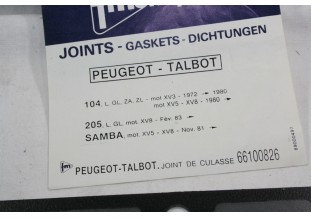 JOINTS - GASKETS - DICHTUNGEN
PEUGEOT - TALBOT
104. L, GL, ZA, ZL - mot XV3 - 1972 → 1980
mot XV5 - XV8 - 1980 →
205. L, GL, mot. XV8 - Fév. 83 →
SAMBA. mot. XV5 - XV8 - Nov. 81 →
PEUGEOT-TALBOT. JOINT DE CULASSE 66100826